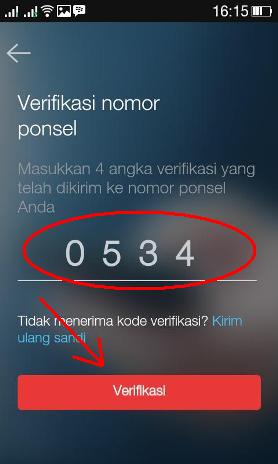 16:15
Verifikasi nomor
ponsel
Masukkan 4 angka verifikasi yang
telah dikirim ke nomor ponsel
Anda
0 5 3 4
Tidak menerima kode verifikasi? Kirim
ulang sandi
Verifikasi